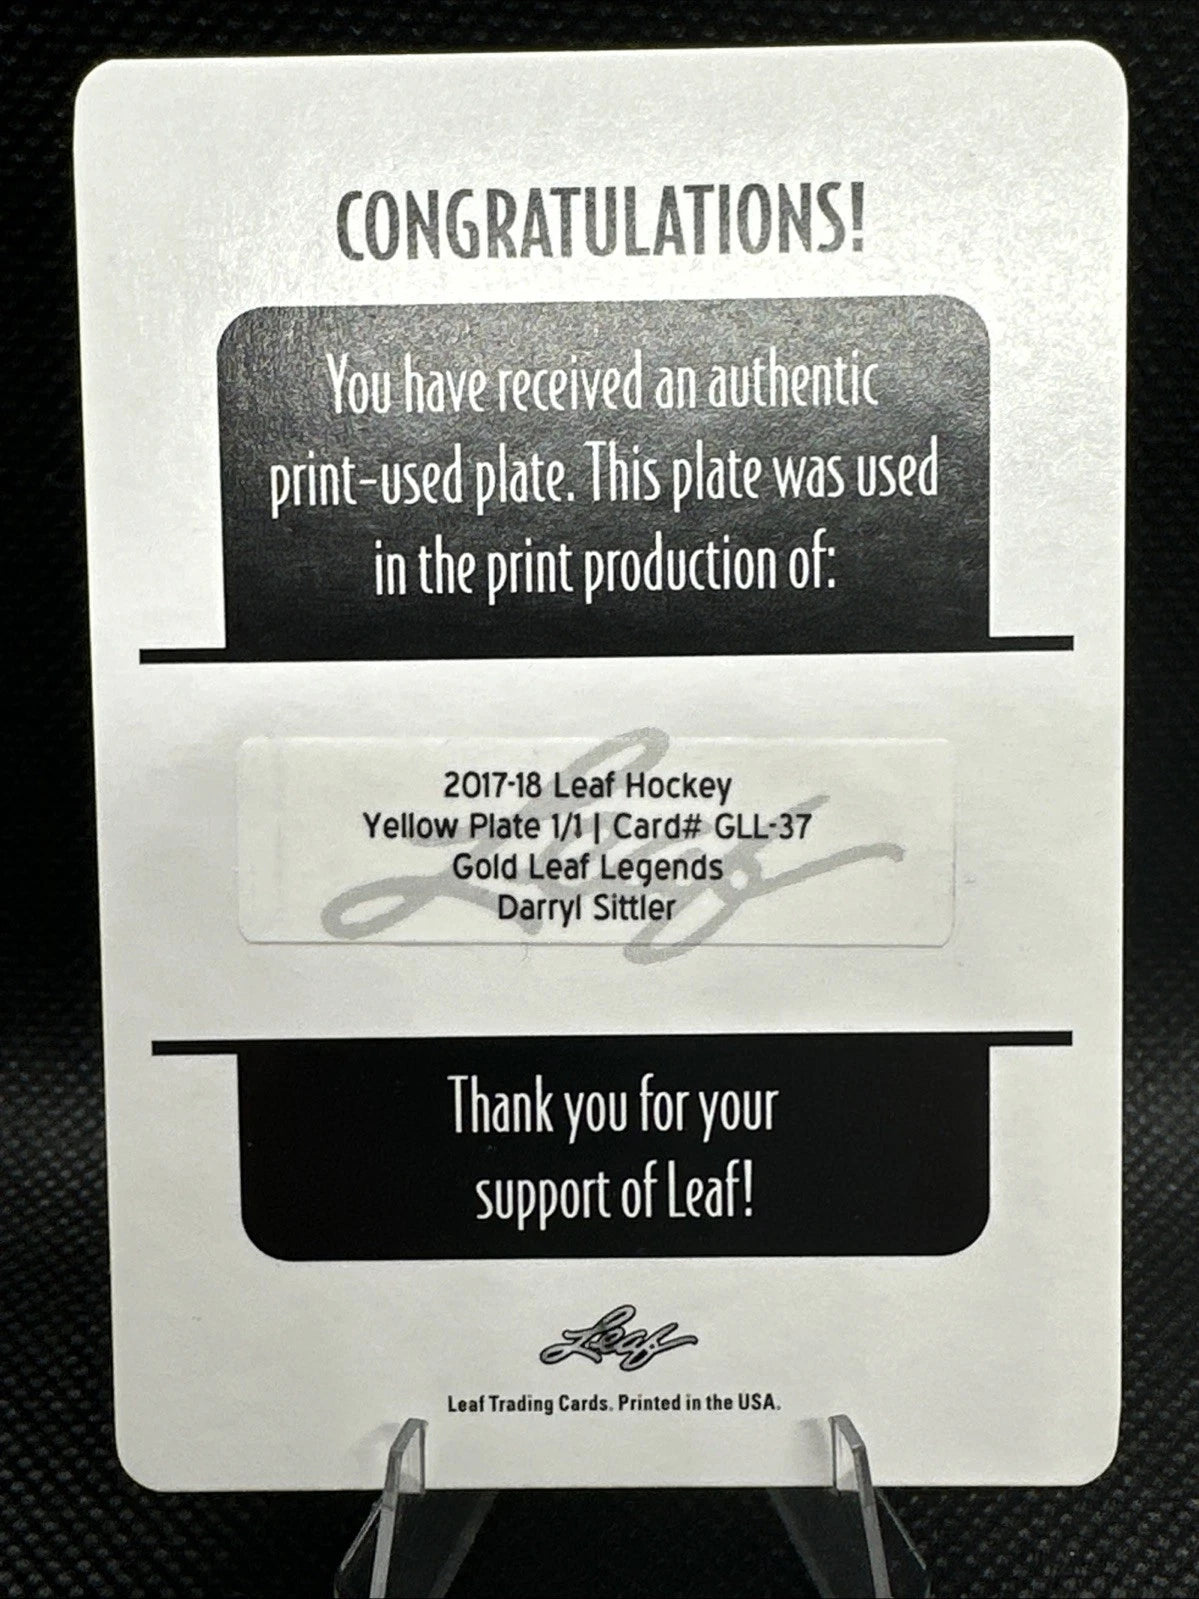 CONGRATULATIONS!
You have received an authentic
print-used plate. This plate was used
in the print production of:
Leaf
2017-18 Leaf Hockey
Yellow Plate 1/1 | Card# GLL-37
Gold Leaf Legends
Darryl Sittler
Thank you for your
support of Leaf!
Leaf
Leaf Trading Cards. Printed in the USA.